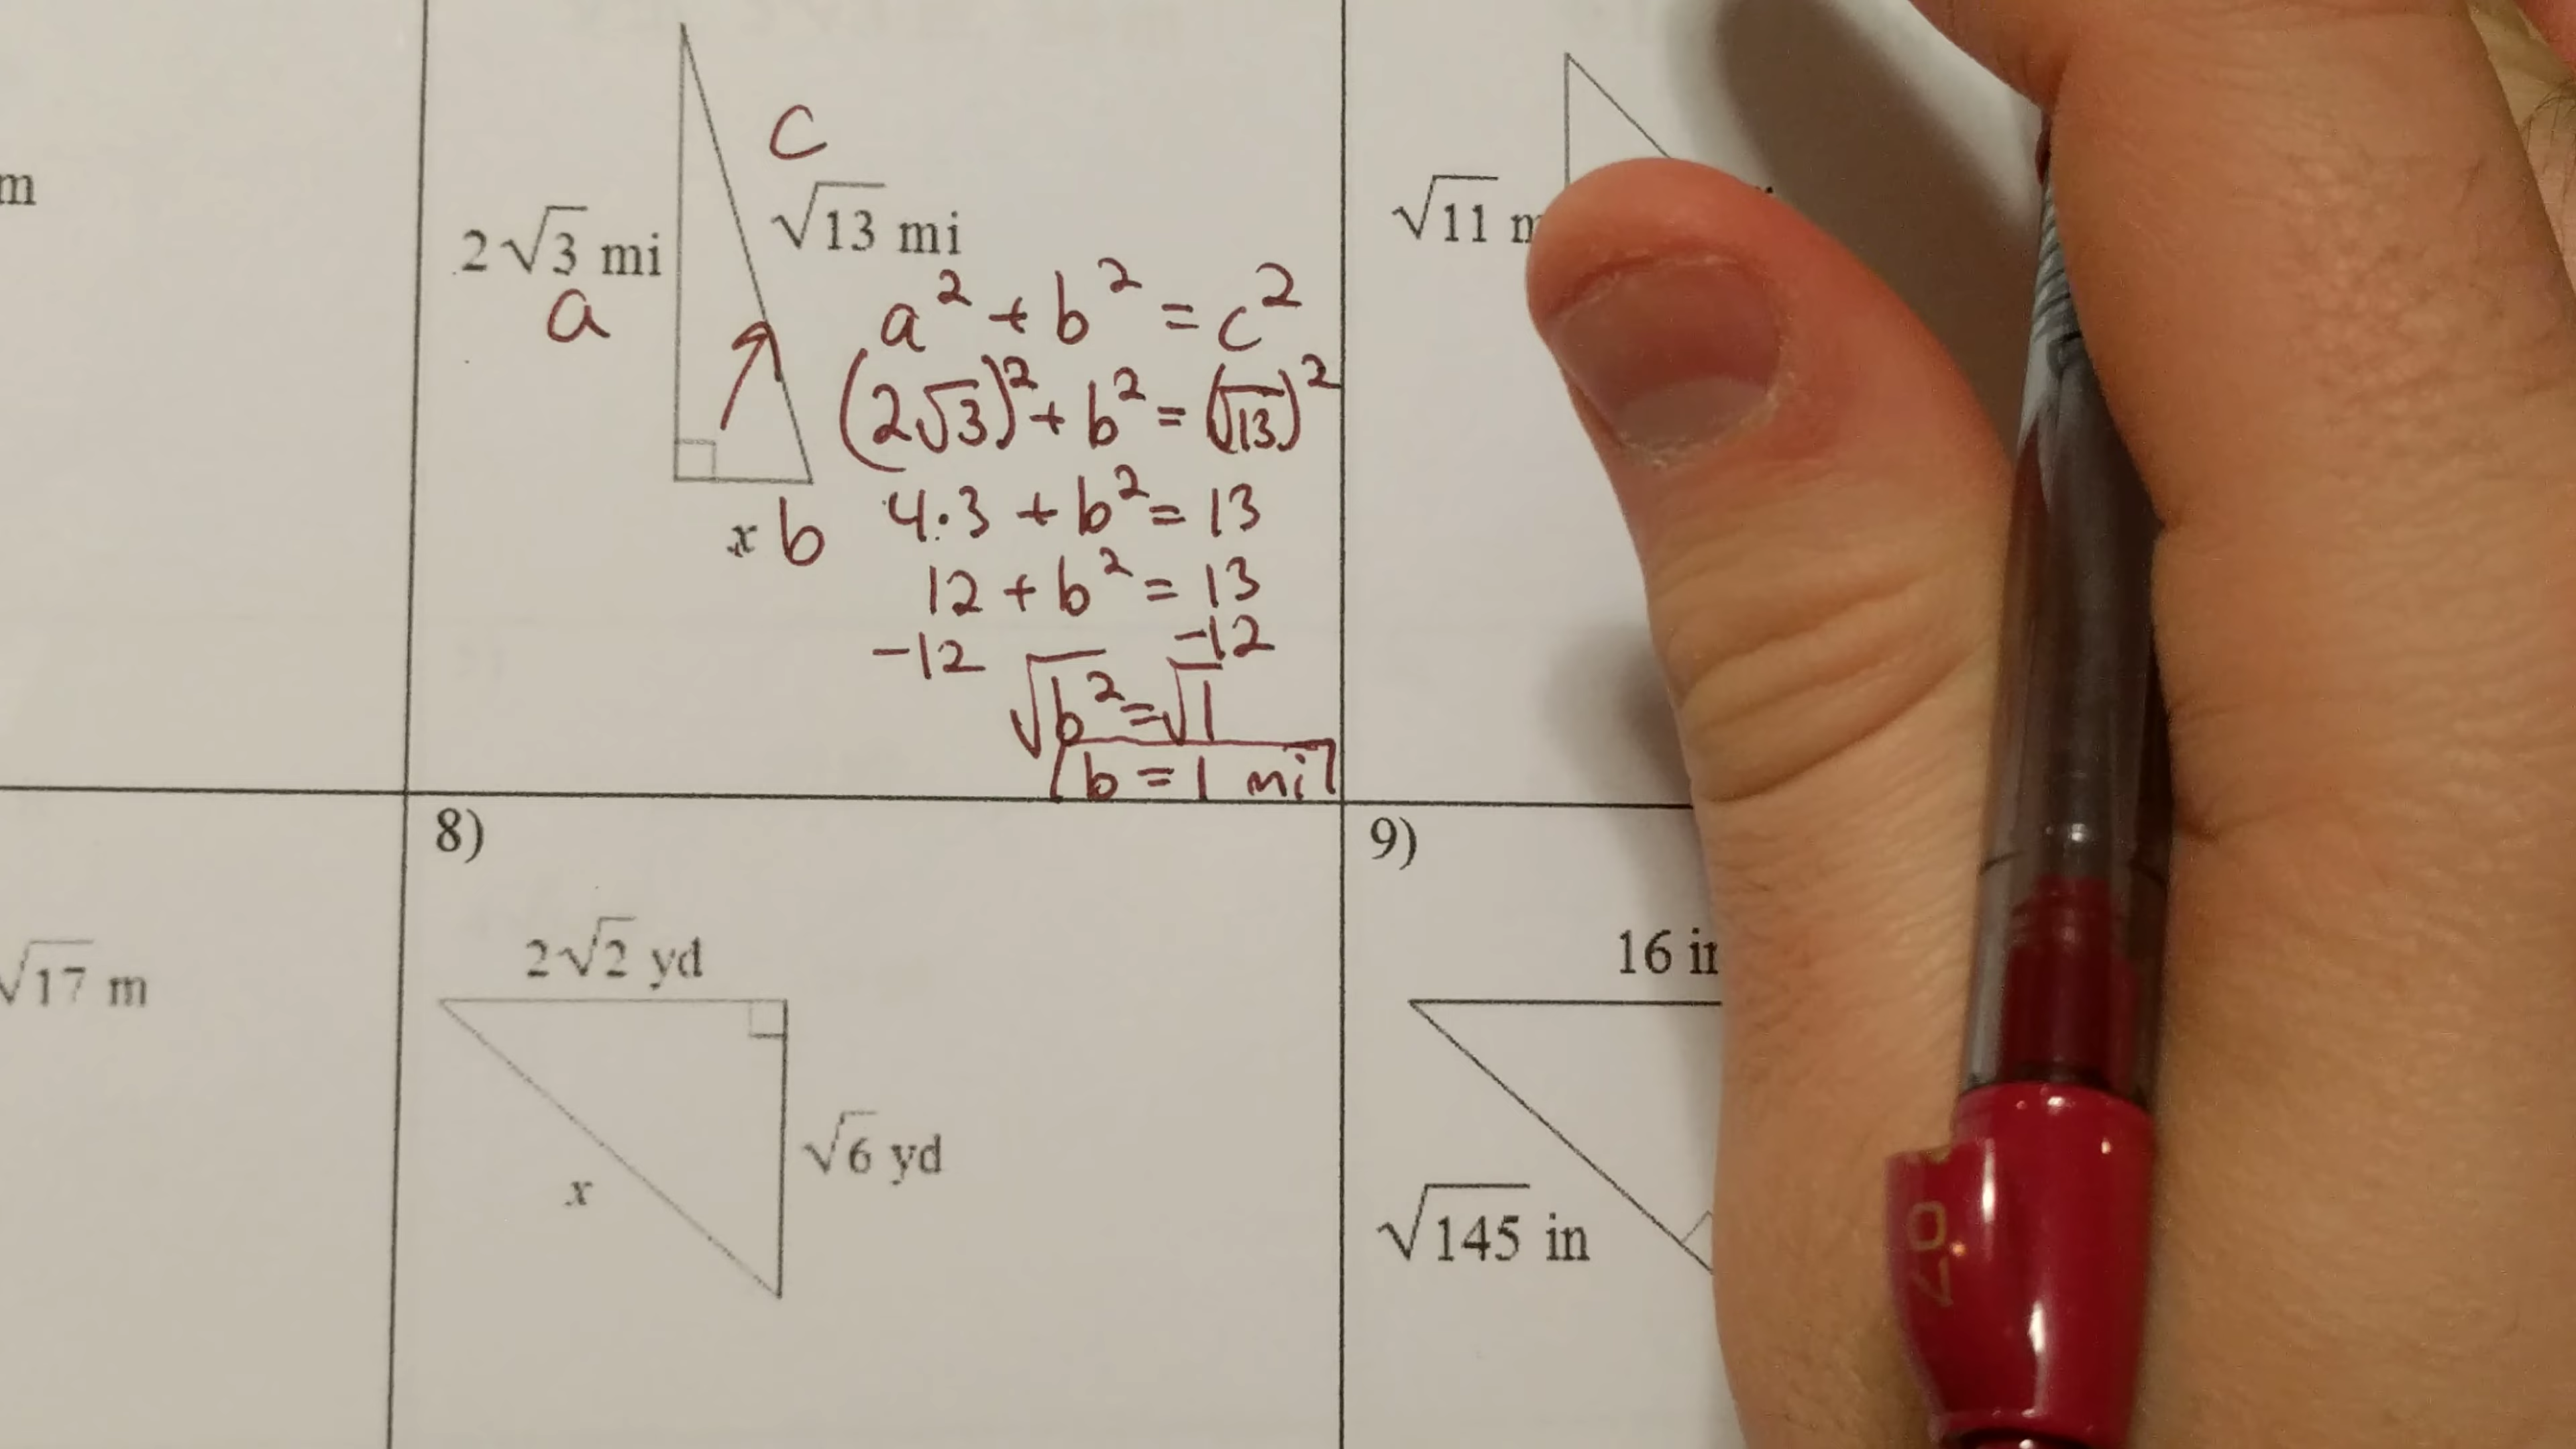 m
c
2√3 mi
√13 mi
a
a² + b² = c²
(2√3)² + b² = (√13)²
x b
4·3 + b² = 13
12 + b² = 13
-12 -12
√b² = √1
b = 1 mi
√11
8)
9)
2√2 yd
16
√17 m
√6 yd
x
√145 in
0.7